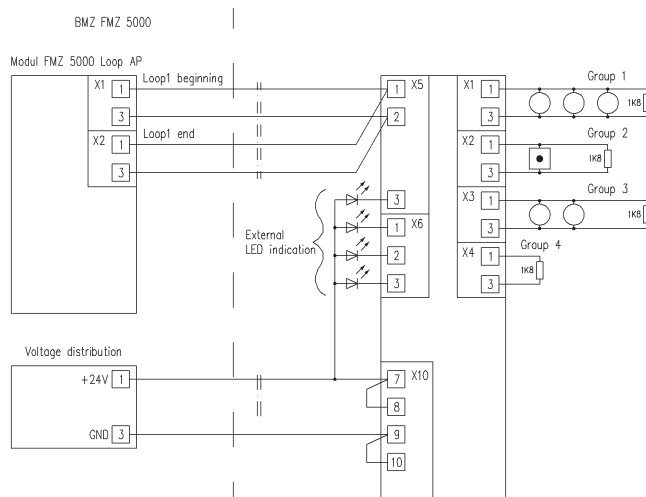 BMZ FMZ 5000
Modul FMZ 5000 Loop AP
X1 1 Loop1 beginning
3
X2 1 Loop1 end
3
1 X5
2
3
1 X6
2
3
External
LED indication
X1 1 Group 1
3 1K8
X2 1 Group 2
3 1K8
X3 1 Group 3
3 1K8
X4 1 Group 4
3 1K8
Voltage distribution
+24V 1
GND 3
7 X10
8
9
10